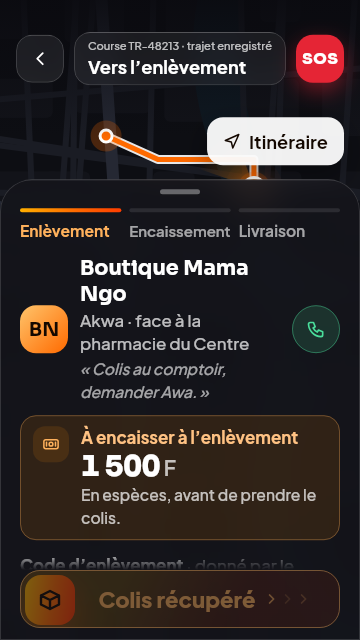 Course TR-48213 · trajet enregistré
Vers l’enlèvement
SOS
Itinéraire
Enlèvement
Encaissement
Livraison
Boutique Mama
Ngo
BN
Akwa · face à la
pharmacie du Centre
« Colis au comptoir,
demander Awa. »
À encaisser à l’enlèvement
1 500 F
En espèces, avant de prendre le
colis.
Code d’enlèvement · donné par le
Colis récupéré